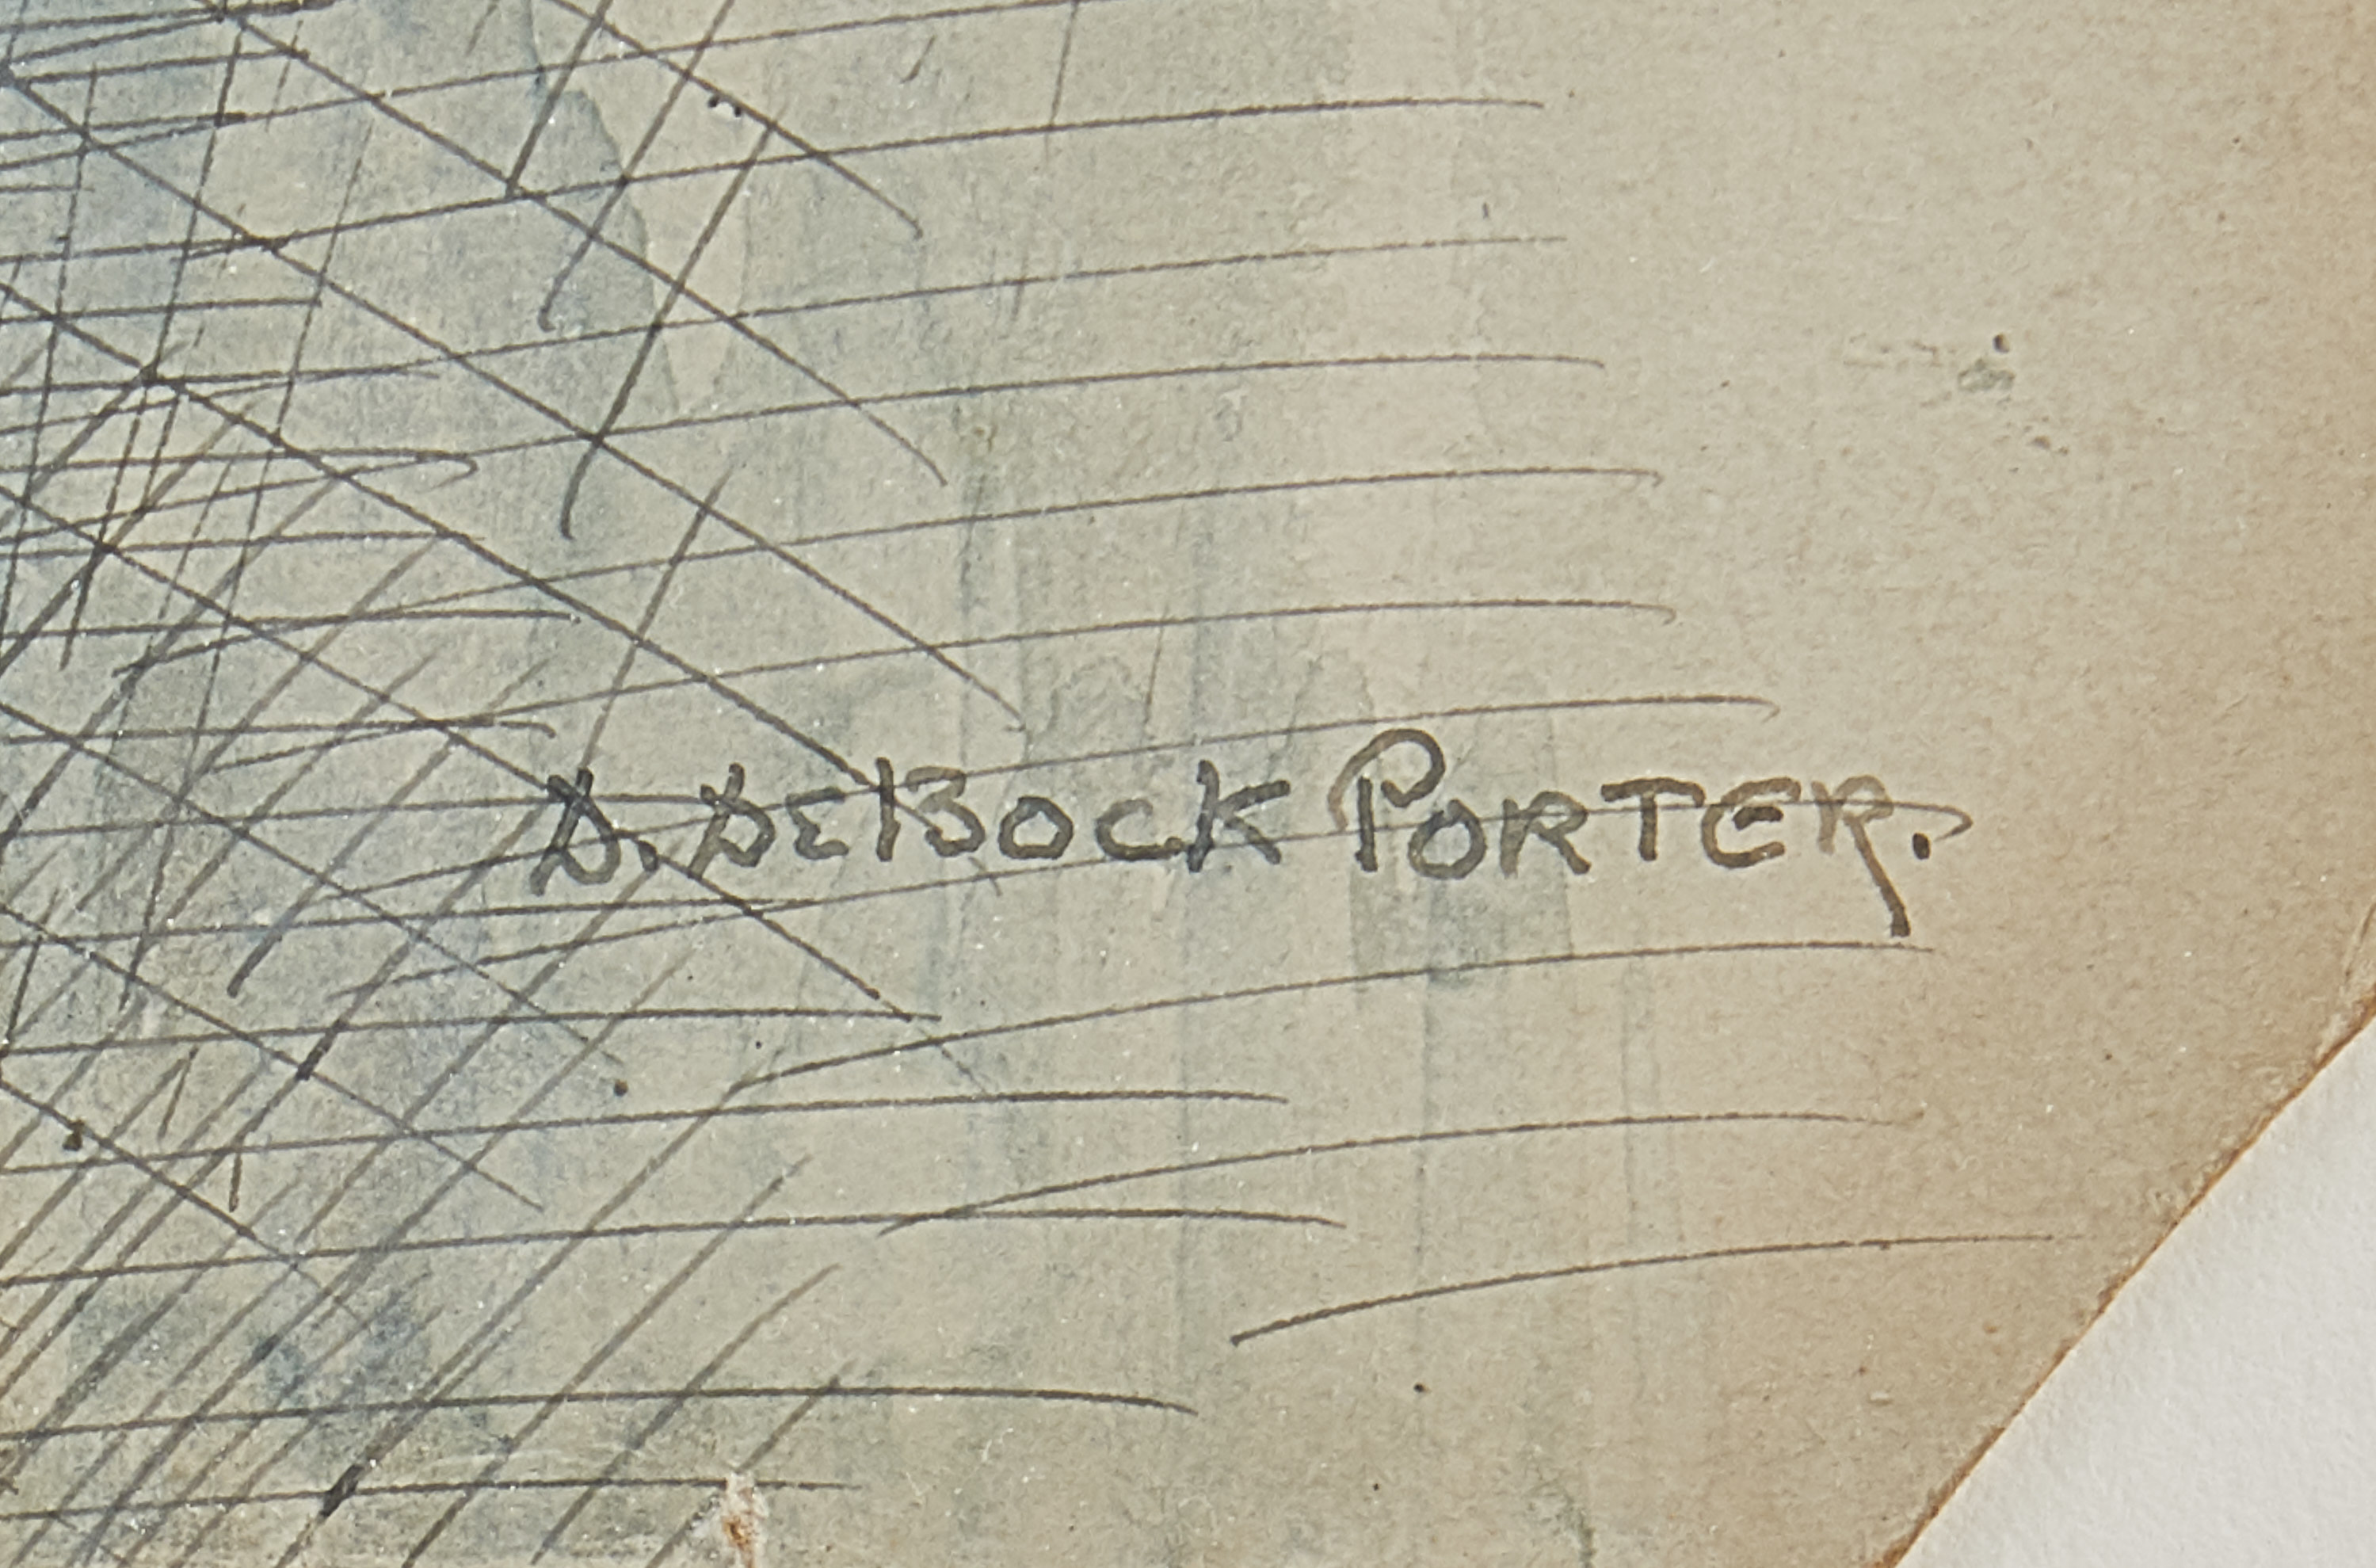 D. DEBOCK PORTER.